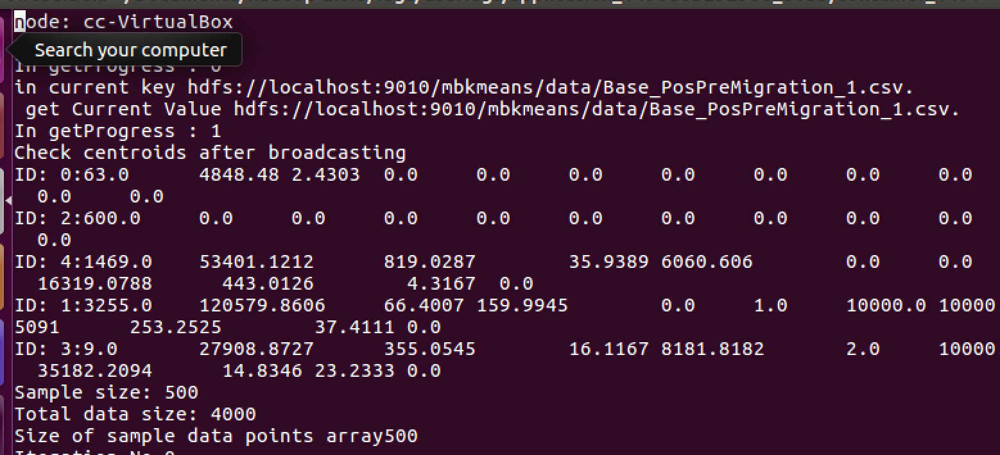 node: cc-VirtualBox
Search your computer
In getProgress : 0
in current key hdfs://localhost:9010/mbkmeans/data/Base_PosPreMigration_1.csv.
get Current Value hdfs://localhost:9010/mbkmeans/data/Base_PosPreMigration_1.csv.
In getProgress : 1
Check centroids after broadcasting
ID: 0:63.0 4848.48 2.4303 0.0 0.0 0.0 0.0 0.0 0.0 0.0
0.0 0.0
ID: 2:600.0 0.0 0.0 0.0 0.0 0.0 0.0 0.0 0.0 0.0
0.0
ID: 4:1469.0 53401.1212 819.0287 35.9389 6060.606 0.0 0.0
16319.0788 443.0126 4.3167 0.0
ID: 1:3255.0 120579.8606 66.4007 159.9945 0.0 1.0 10000.0 10000
5091 253.2525 37.4111 0.0
ID: 3:9.0 27908.8727 355.0545 16.1167 8181.8182 2.0 10000
35182.2094 14.8346 23.2333 0.0
Sample size: 500
Total data size: 4000
Size of sample data points array500
Iteration No 0